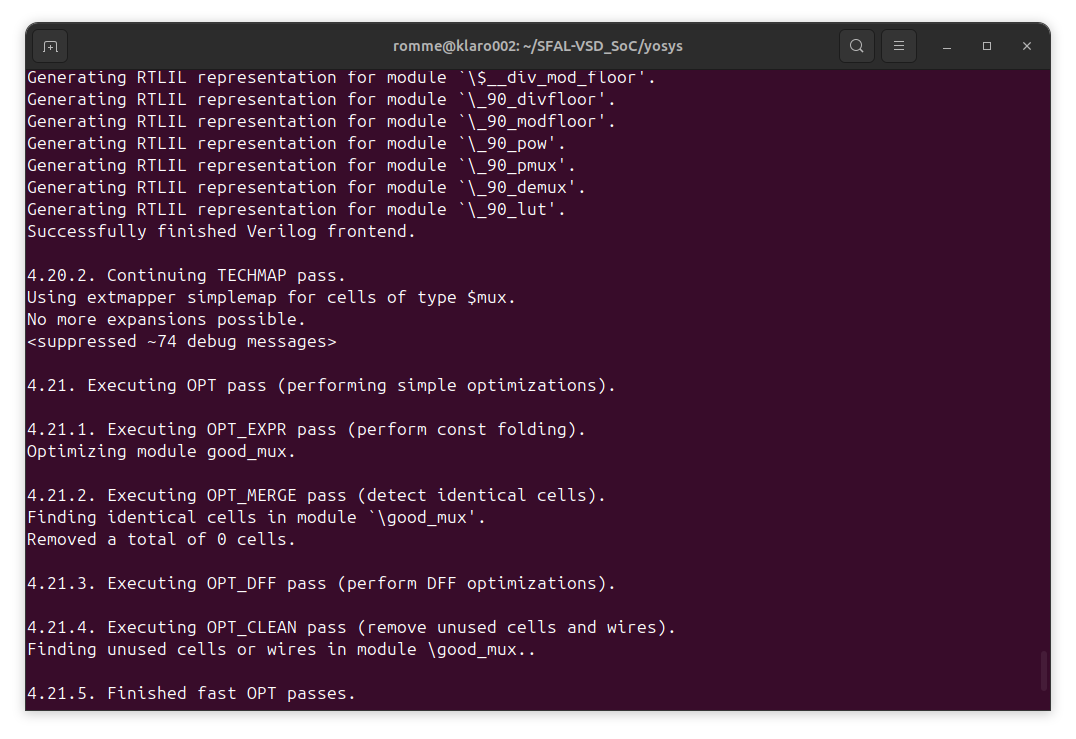 romme@klaro002: ~/SFAL-VSD_SoC/yosys
Generating RTLIL representation for module `\$__div_mod_floor'.
Generating RTLIL representation for module `\_90_divfloor'.
Generating RTLIL representation for module `\_90_modfloor'.
Generating RTLIL representation for module `\_90_pow'.
Generating RTLIL representation for module `\_90_pmux'.
Generating RTLIL representation for module `\_90_demux'.
Generating RTLIL representation for module `\_90_lut'.
Successfully finished Verilog frontend.

4.20.2. Continuing TECHMAP pass.
Using extmapper simplemap for cells of type $mux.
No more expansions possible.
<suppressed ~74 debug messages>

4.21. Executing OPT pass (performing simple optimizations).

4.21.1. Executing OPT_EXPR pass (perform const folding).
Optimizing module good_mux.

4.21.2. Executing OPT_MERGE pass (detect identical cells).
Finding identical cells in module `\good_mux'.
Removed a total of 0 cells.

4.21.3. Executing OPT_DFF pass (perform DFF optimizations).

4.21.4. Executing OPT_CLEAN pass (remove unused cells and wires).
Finding unused cells or wires in module \good_mux..

4.21.5. Finished fast OPT passes.